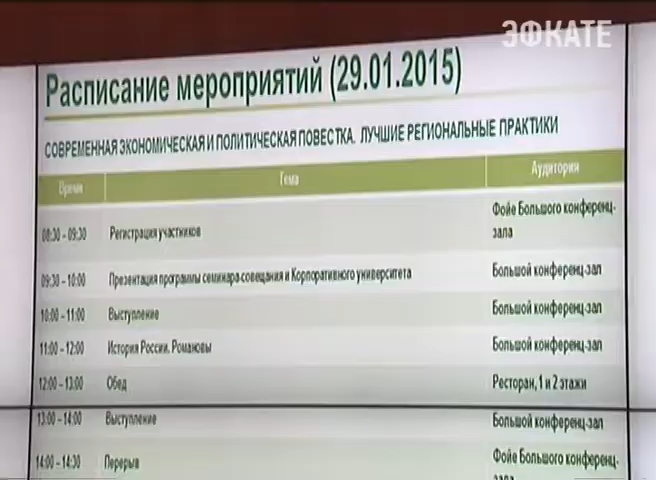 ЭФКАТЕ
Расписание мероприятий (29.01.2015)
СОВРЕМЕННАЯ ЭКОНОМИЧЕСКАЯ И ПОЛИТИЧЕСКАЯ ПОВЕСТКА. ЛУЧШИЕ РЕГИОНАЛЬНЫЕ ПРАКТИКИ
Время Тема Аудитория
08:30 – 09:30 Регистрация участников Фойе Большого конференц-
зала
09:30 – 10:00 Презентация программы семинара-совещания и Корпоративного университета Большой конференц-зал
10:00 – 11:00 Выступление Большой конференц-зал
11:00 – 12:00 История России. Романовы Большой конференц-зал
12:00 – 13:00 Обед Ресторан, 1 и 2 этажи
13:00 – 14:00 Выступление Большой конференц-зал
14:00 – 14:30 Перерыв Фойе Большого конференц-